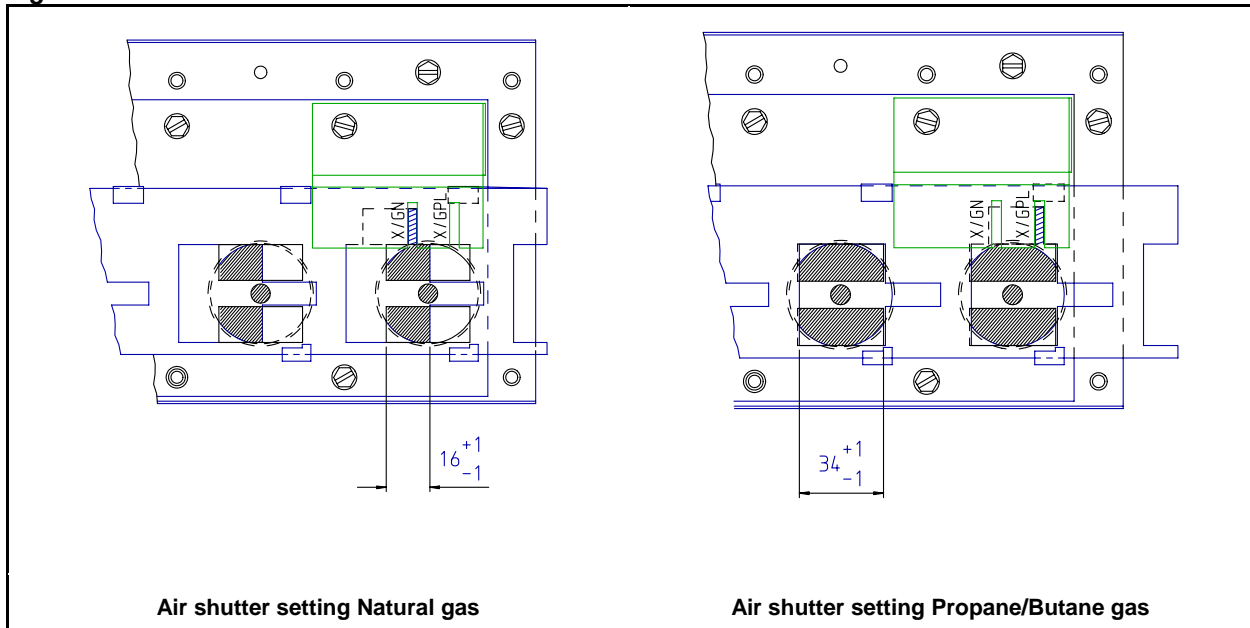 X/GN
X/GPL
16 +1 -1
Air shutter setting Natural gas
X/GN
X/GPL
34 +1 -1
Air shutter setting Propane/Butane gas